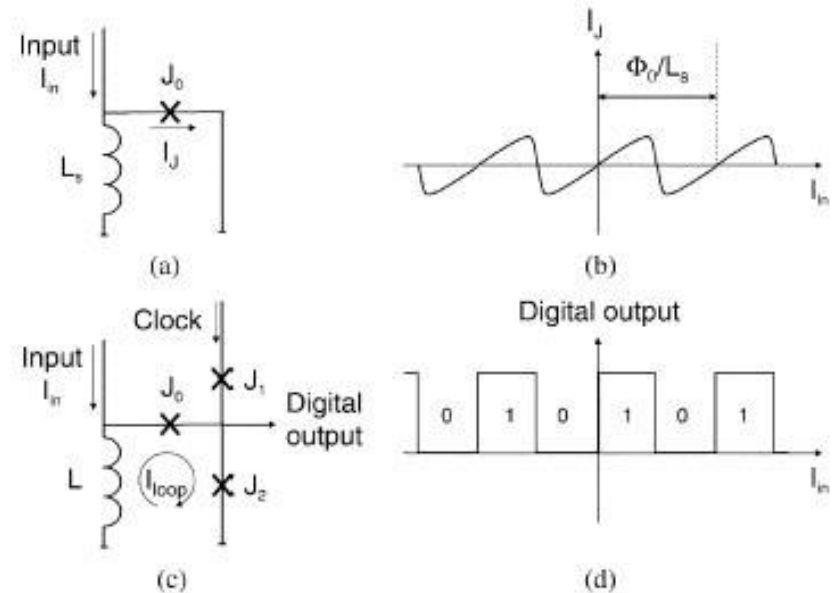 Input
I_in
J_0
I_J
L_s
(a)
I_J
Φ_0/L_s
I_in
(b)
Clock
Input
I_in
J_0
J_1
Digital
output
L
I_loop
J_2
(c)
Digital output
0 1 0 1 0 1
I_in
(d)